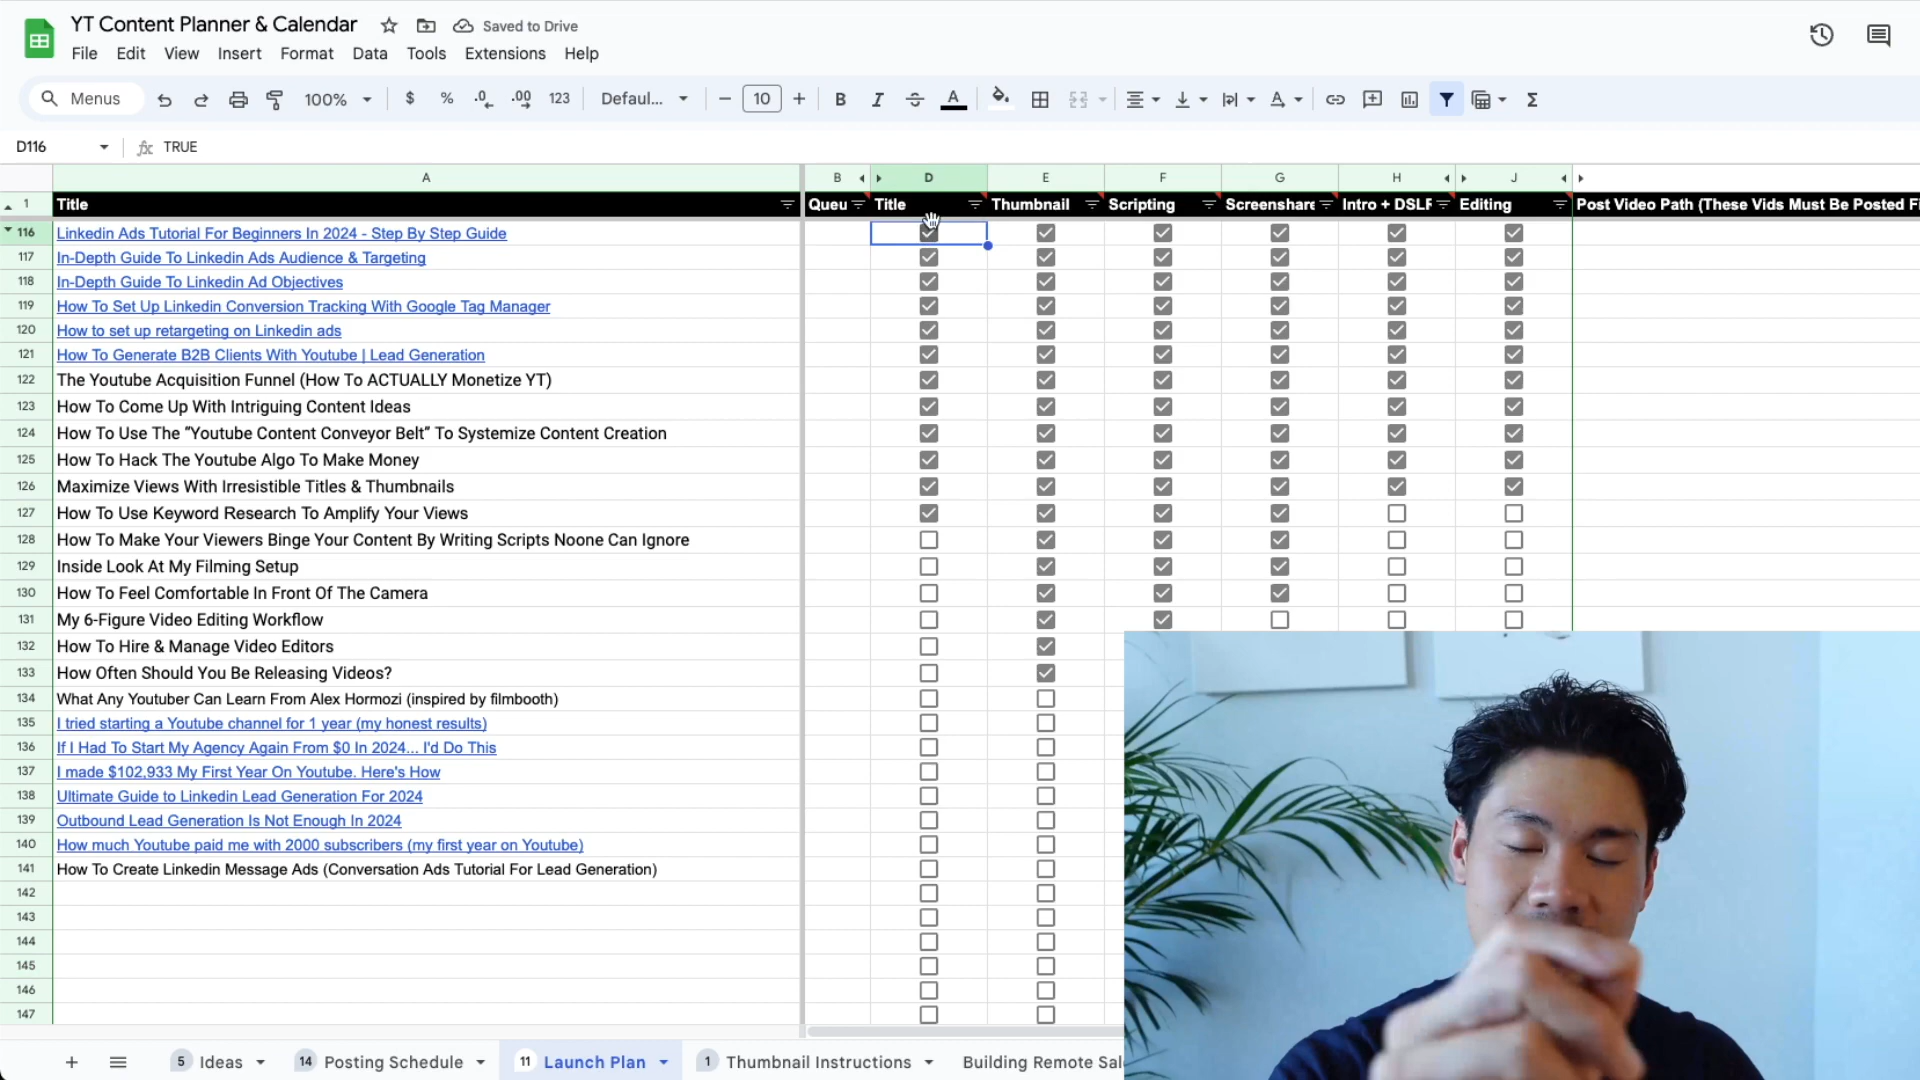 YT Content Planner & Calendar
Saved to Drive
File Edit View Insert Format Data Tools Extensions Help
Menus 100% $ % .0 .00 123 Defaul... 10 B I S A Σ
D116 fx TRUE
A B D E F G H J
1 Title Queu Title Thumbnail Scripting Screenshare Intro + DSLR Editing Post Video Path (These Vids Must Be Posted Fi
116 Linkedin Ads Tutorial For Beginners In 2024 - Step By Step Guide
117 In-Depth Guide To Linkedin Ads Audience & Targeting
118 In-Depth Guide To Linkedin Ad Objectives
119 How To Set Up Linkedin Conversion Tracking With Google Tag Manager
120 How to set up retargeting on Linkedin ads
121 How To Generate B2B Clients With Youtube | Lead Generation
122 The Youtube Acquisition Funnel (How To ACTUALLY Monetize YT)
123 How To Come Up With Intriguing Content Ideas
124 How To Use The “Youtube Content Conveyor Belt” To Systemize Content Creation
125 How To Hack The Youtube Algo To Make Money
126 Maximize Views With Irresistible Titles & Thumbnails
127 How To Use Keyword Research To Amplify Your Views
128 How To Make Your Viewers Binge Your Content By Writing Scripts Noone Can Ignore
129 Inside Look At My Filming Setup
130 How To Feel Comfortable In Front Of The Camera
131 My 6-Figure Video Editing Workflow
132 How To Hire & Manage Video Editors
133 How Often Should You Be Releasing Videos?
134 What Any Youtuber Can Learn From Alex Hormozi (inspired by filmbooth)
135 I tried starting a Youtube channel for 1 year (my honest results)
136 If I Had To Start My Agency Again From $0 In 2024... I'd Do This
137 I made $102,933 My First Year On Youtube. Here's How
138 Ultimate Guide to Linkedin Lead Generation For 2024
139 Outbound Lead Generation Is Not Enough In 2024
140 How much Youtube paid me with 2000 subscribers (my first year on Youtube)
141 How To Create Linkedin Message Ads (Conversation Ads Tutorial For Lead Generation)
142
143
144
145
146
147
5 Ideas 14 Posting Schedule 11 Launch Plan 1 Thumbnail Instructions Building Remote Sal